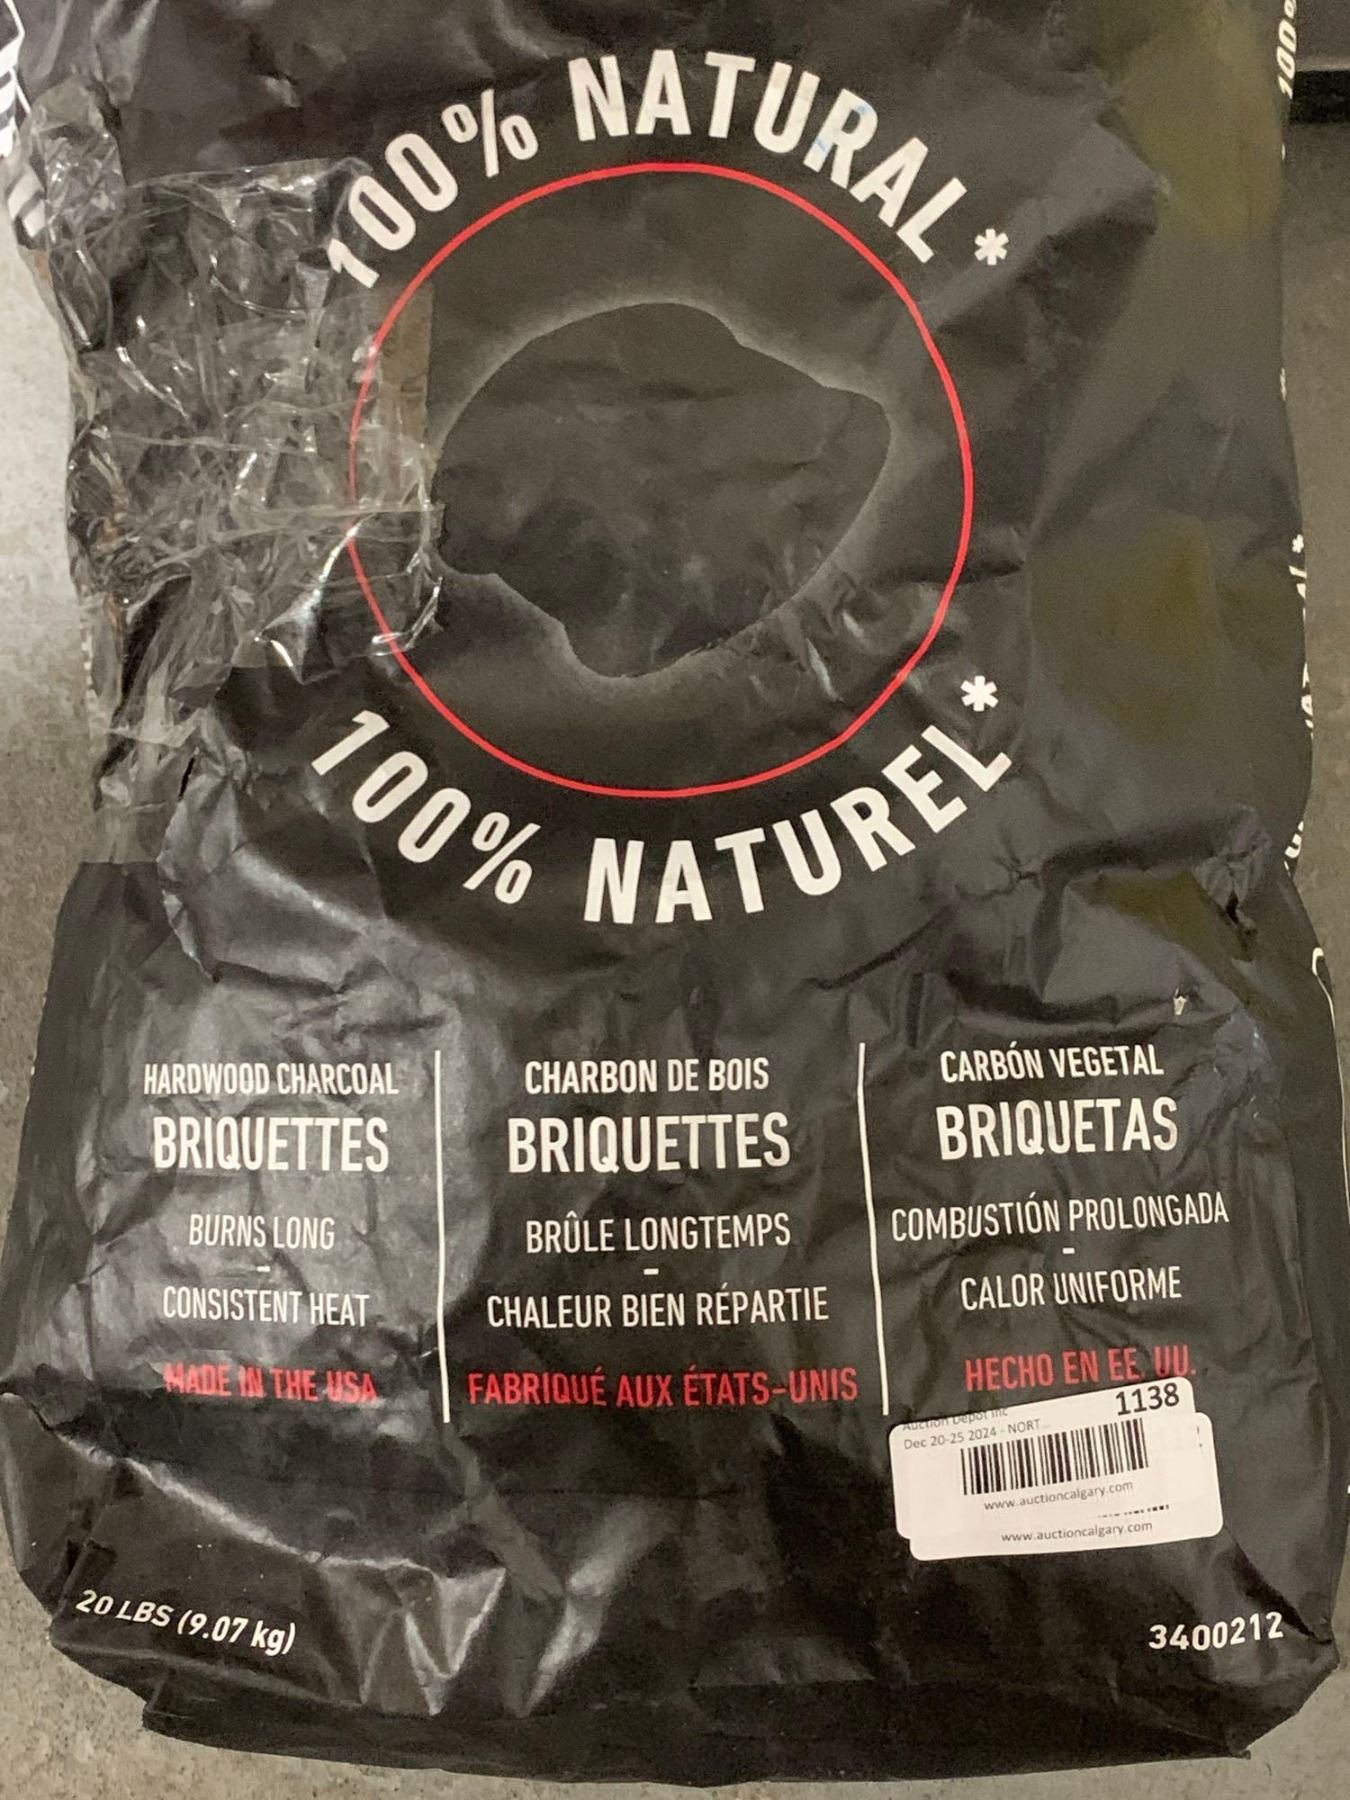 100% NATURAL*
100% NATUREL*
HARDWOOD CHARCOAL
BRIQUETTES
BURNS LONG
-
CONSISTENT HEAT
MADE IN THE USA
CHARBON DE BOIS
BRIQUETTES
BRÛLE LONGTEMPS
-
CHALEUR BIEN RÉPARTIE
FABRIQUÉ AUX ÉTATS-UNIS
CARBÓN VEGETAL
BRIQUETAS
COMBUSTIÓN PROLONGADA
-
CALOR UNIFORME
HECHO EN EE. UU.
1138
Auction Depot Inc
Dec 20-25 2024 - NORT...
www.auctioncalgary.com
www.auctioncalgary.com
20 LBS (9.07 kg)
3400212